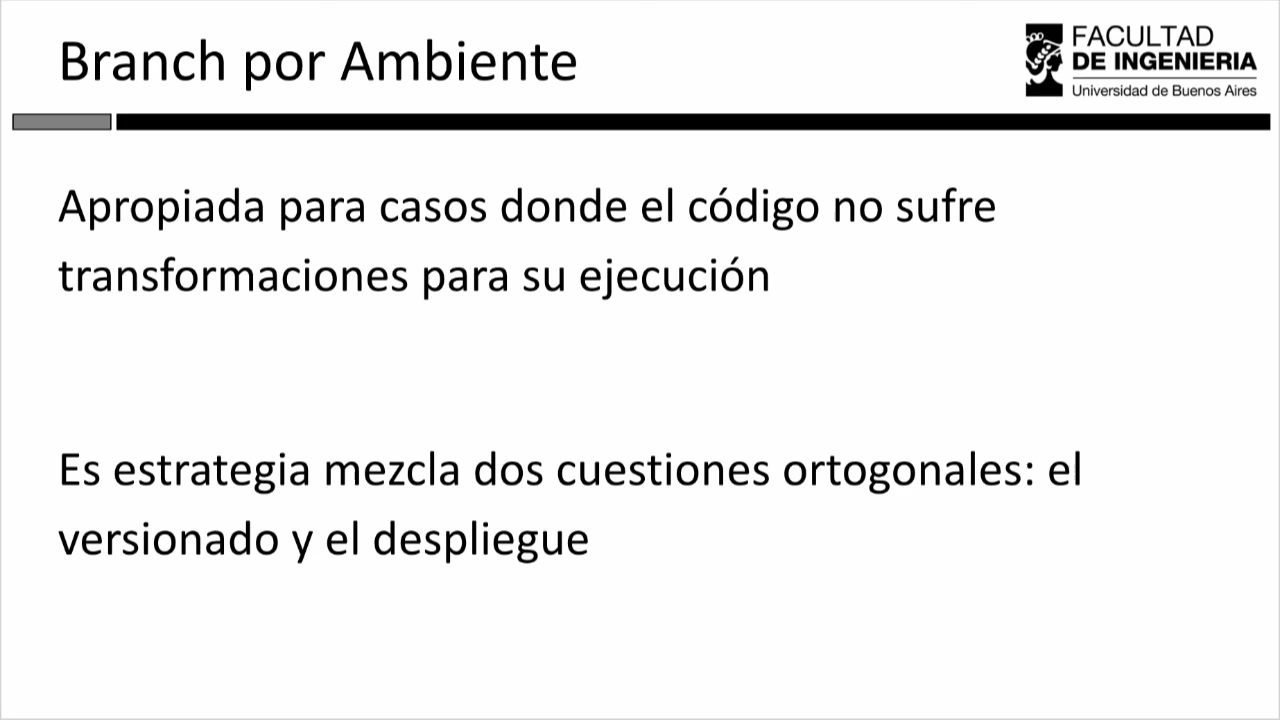 Branch por Ambiente
FACULTAD
DE INGENIERIA
Universidad de Buenos Aires
Apropiada para casos donde el código no sufre
transformaciones para su ejecución
Es estrategia mezcla dos cuestiones ortogonales: el
versionado y el despliegue